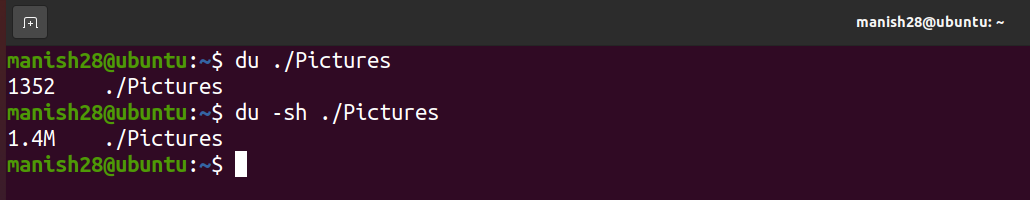 manish28@ubuntu: ~
manish28@ubuntu:~$ du ./Pictures
1352    ./Pictures
manish28@ubuntu:~$ du -sh ./Pictures
1.4M    ./Pictures
manish28@ubuntu:~$